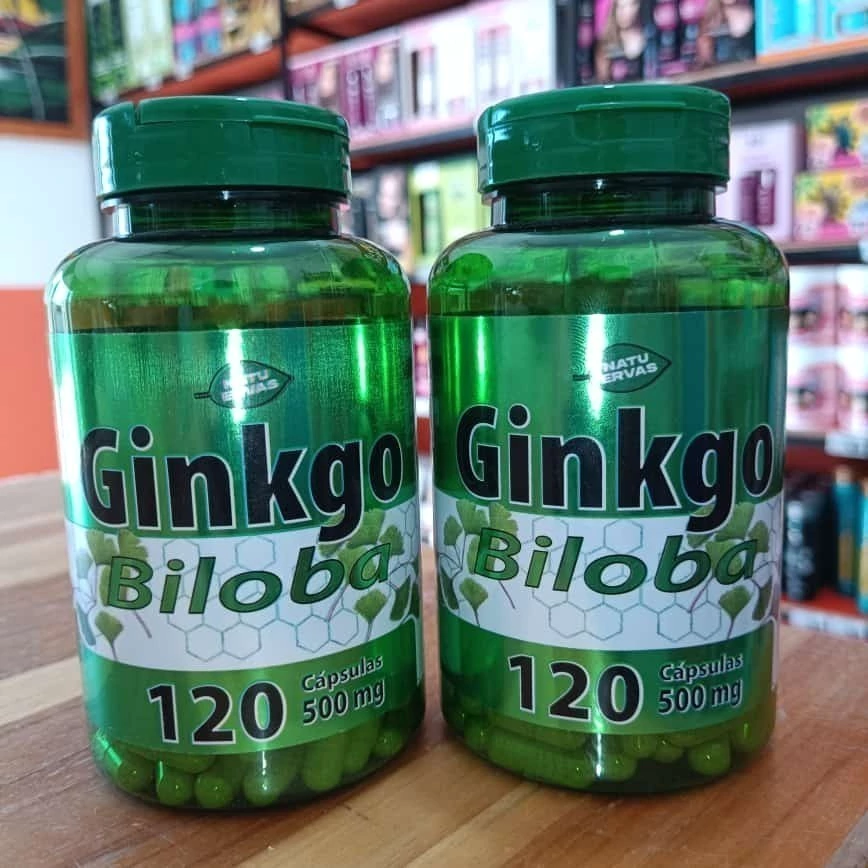 NATU
ERVAS
Ginkgo
Biloba
120
Cápsulas
500 mg
NATU
ERVAS
Ginkgo
Biloba
120
Cápsulas
500 mg